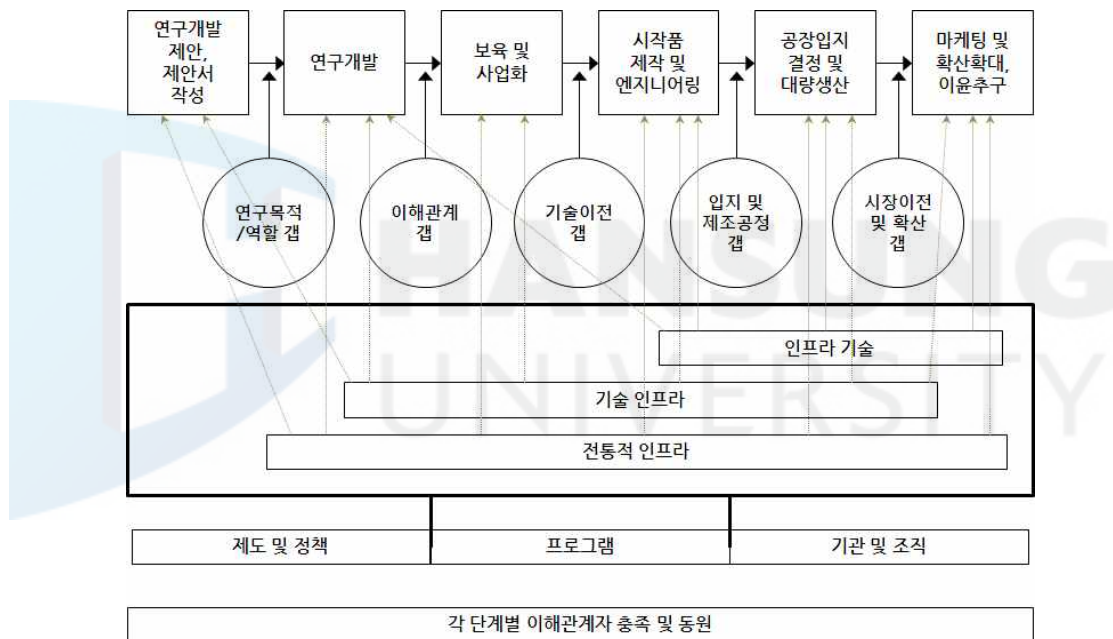 연구개발
제안,
제안서
작성
연구개발
보육 및
사업화
시작품
제작 및
엔지니어링
공장입지
결정 및
대량생산
마케팅 및
확산확대,
이윤추구
연구목적
/역할 갭
이해관계
갭
기술이전
갭
입지 및
제조공정
갭
시장이전
및 확산
갭
HANSUNG
UNIVERSITY
인프라 기술
기술 인프라
전통적 인프라
제도 및 정책
프로그램
기관 및 조직
각 단계별 이해관계자 충족 및 동원